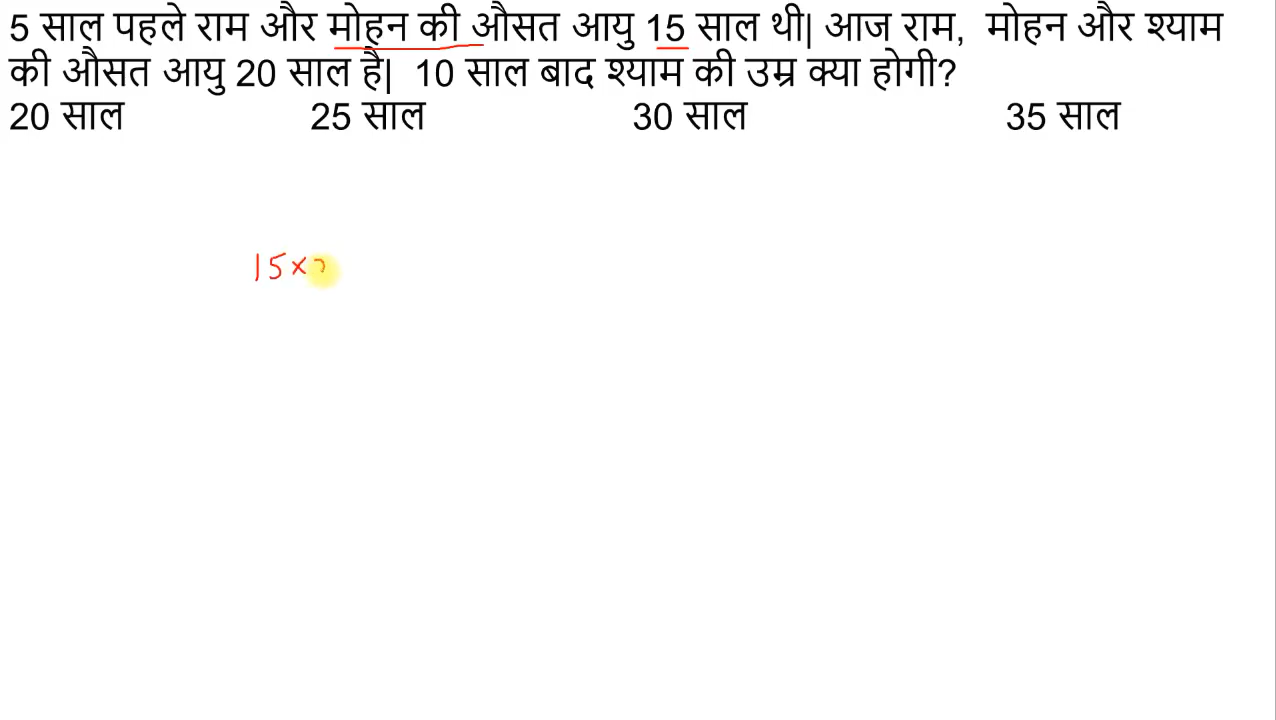 5 साल पहले राम और मोहन की औसत आयु 15 साल थी| आज राम, मोहन और श्याम
की औसत आयु 20 साल है| 10 साल बाद श्याम की उम्र क्या होगी?
20 साल 25 साल 30 साल 35 साल
15×